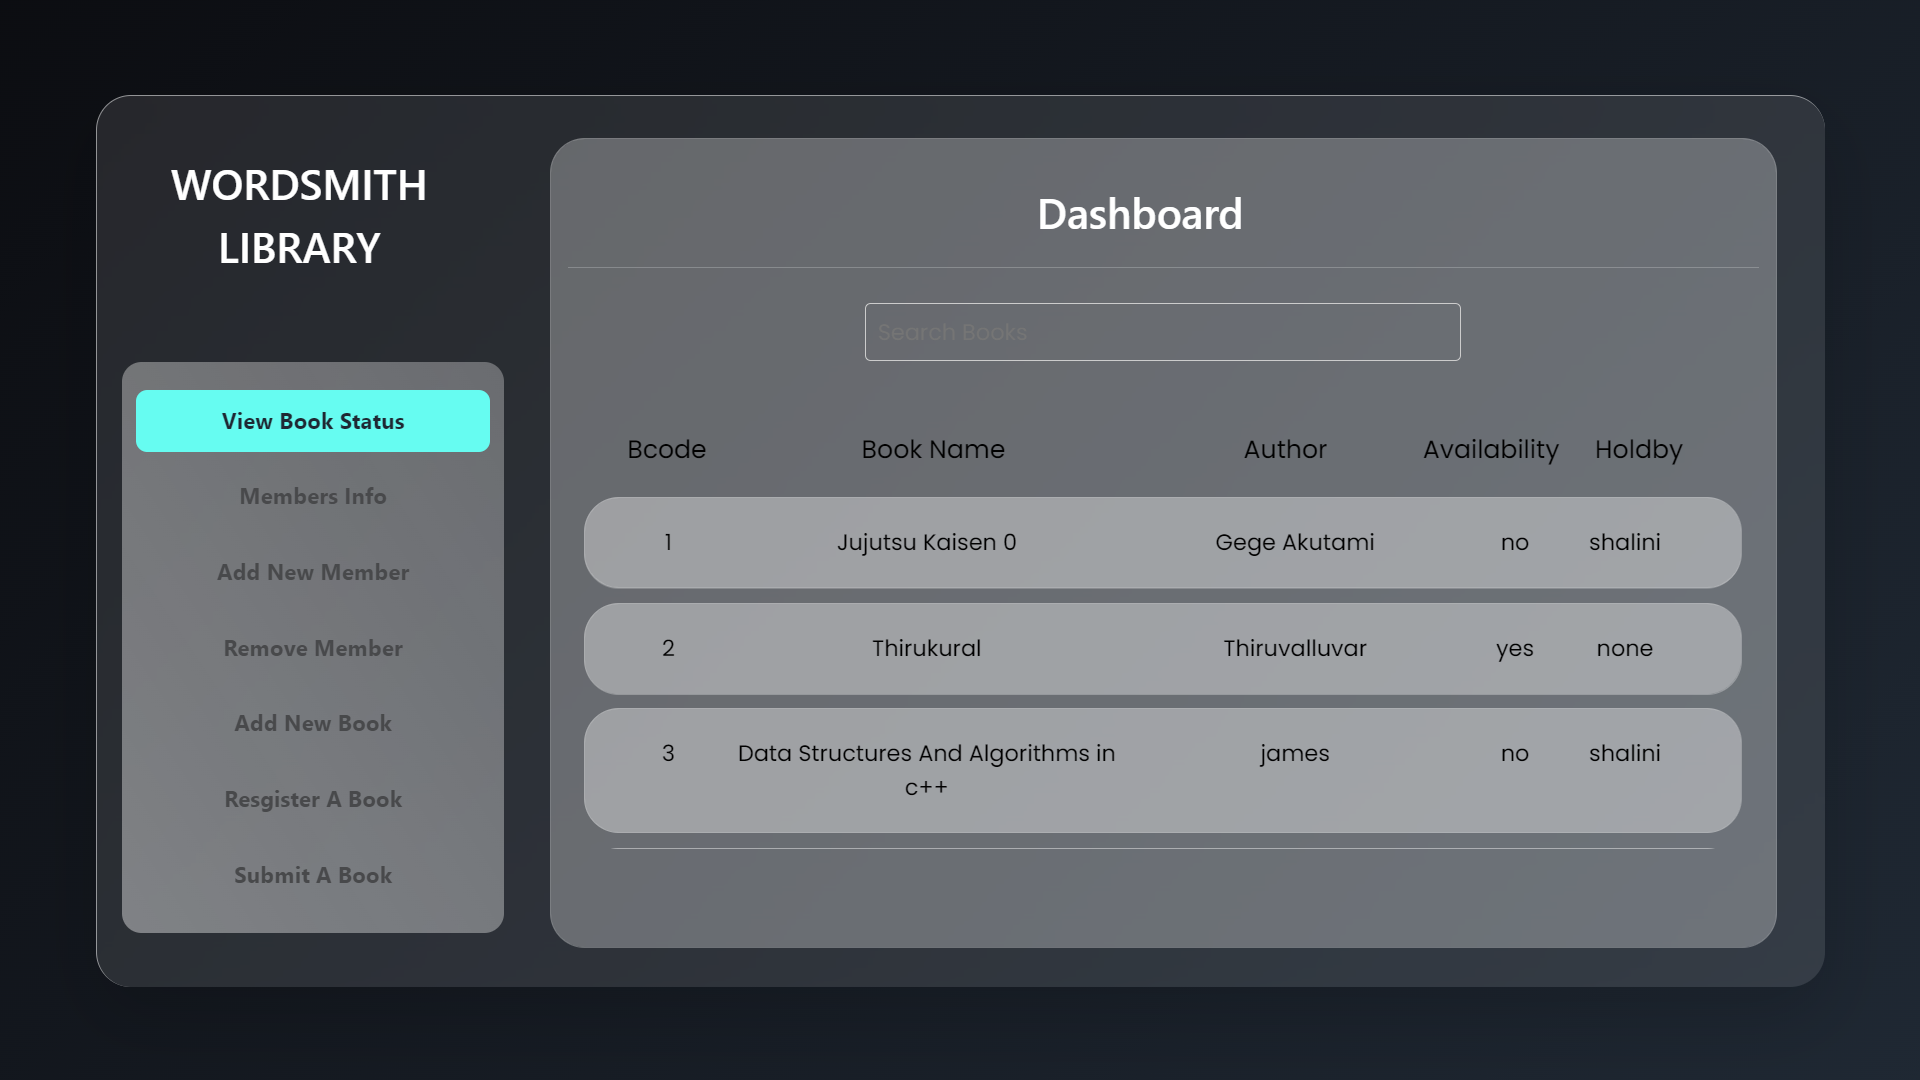 WORDSMITH
LIBRARY
View Book Status
Members Info
Add New Member
Remove Member
Add New Book
Resgister A Book
Submit A Book
Dashboard
Search Books
Bcode Book Name Author Availability Holdby
1 Jujutsu Kaisen 0 Gege Akutami no shalini
2 Thirukural Thiruvalluvar yes none
3 Data Structures And Algorithms in james no shalini
c++